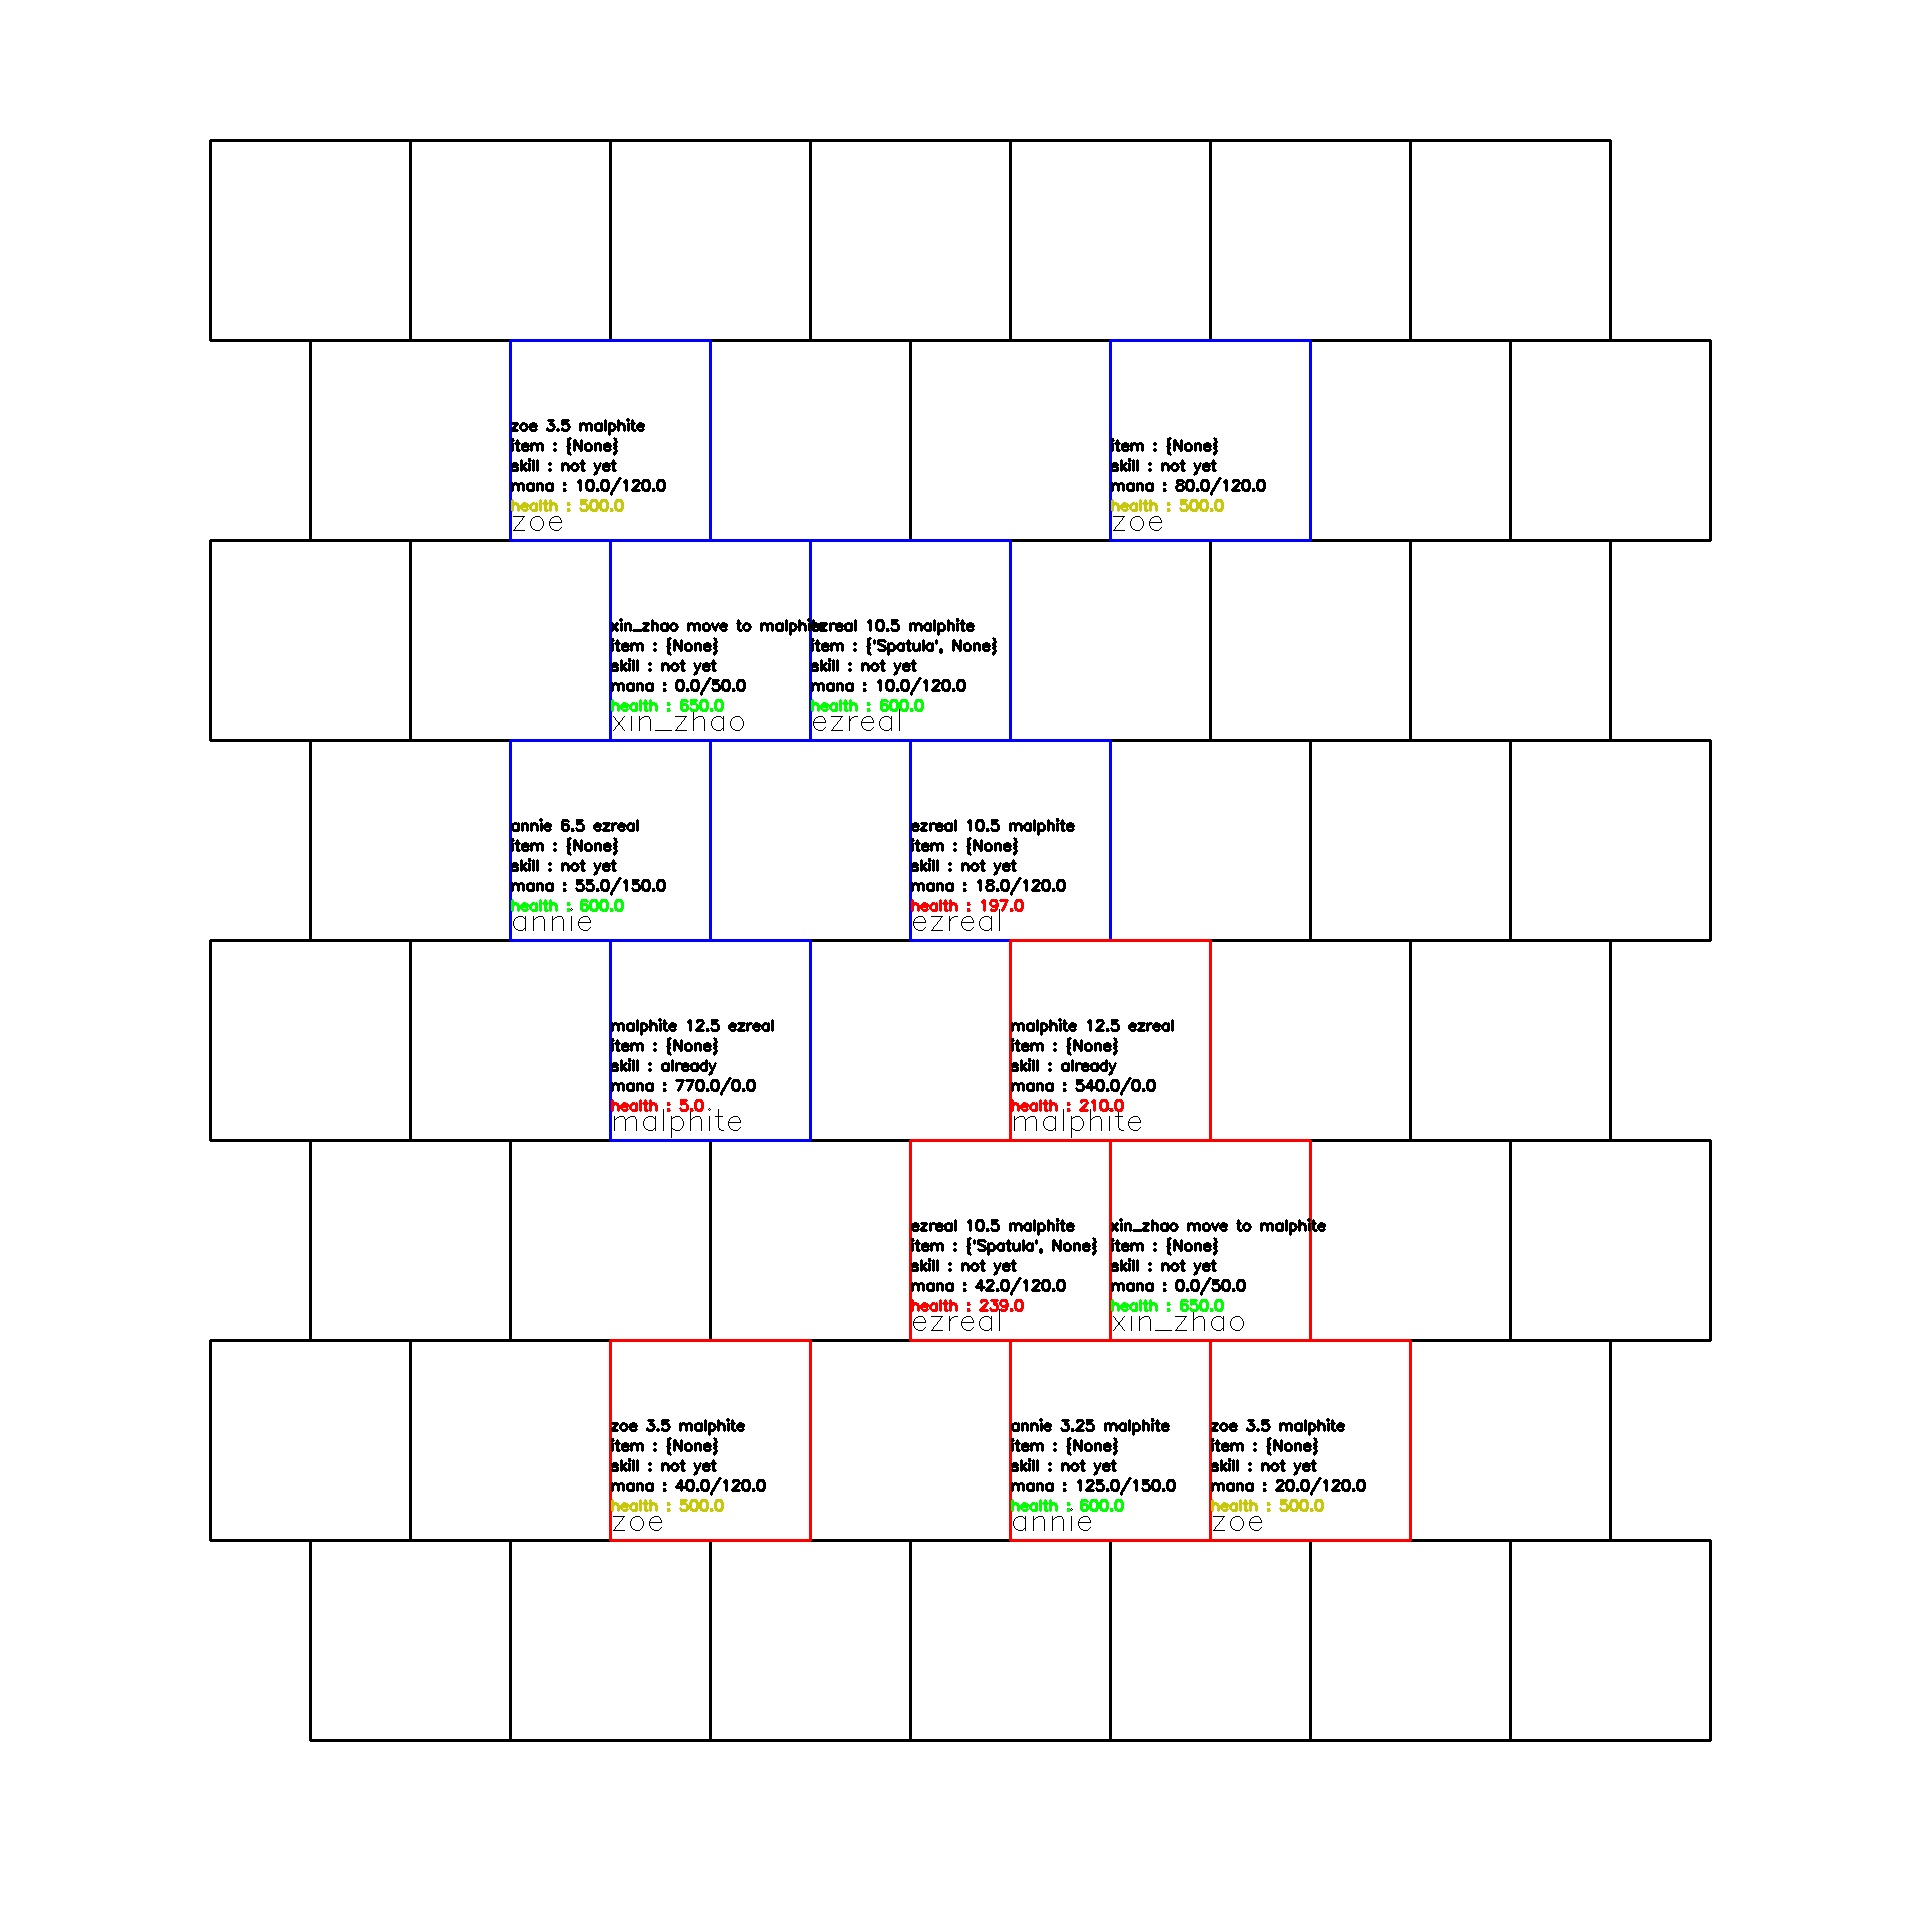 zoe 3.5 malphite
item : {None}
skill : not yet
mana : 10.0/120.0
health : 500.0
zoe
item : {None}
skill : not yet
mana : 80.0/120.0
health : 500.0
zoe
xin_zhao move to malphite
item : {None}
skill : not yet
mana : 0.0/50.0
health : 650.0
xin_zhao
ezreal 10.5 malphite
item : {'Spatula', None}
skill : not yet
mana : 10.0/120.0
health : 600.0
ezreal
annie 6.5 ezreal
item : {None}
skill : not yet
mana : 55.0/150.0
health : 600.0
annie
ezreal 10.5 malphite
item : {None}
skill : not yet
mana : 18.0/120.0
health : 197.0
ezreal
malphite 12.5 ezreal
item : {None}
skill : already
mana : 770.0/0.0
health : 5.0
malphite
malphite 12.5 ezreal
item : {None}
skill : already
mana : 540.0/0.0
health : 210.0
malphite
ezreal 10.5 malphite
item : {'Spatula', None}
skill : not yet
mana : 42.0/120.0
health : 239.0
ezreal
xin_zhao move to malphite
item : {None}
skill : not yet
mana : 0.0/50.0
health : 650.0
xin_zhao
zoe 3.5 malphite
item : {None}
skill : not yet
mana : 40.0/120.0
health : 500.0
zoe
annie 3.25 malphite
item : {None}
skill : not yet
mana : 125.0/150.0
health : 600.0
annie
zoe 3.5 malphite
item : {None}
skill : not yet
mana : 20.0/120.0
health : 500.0
zoe